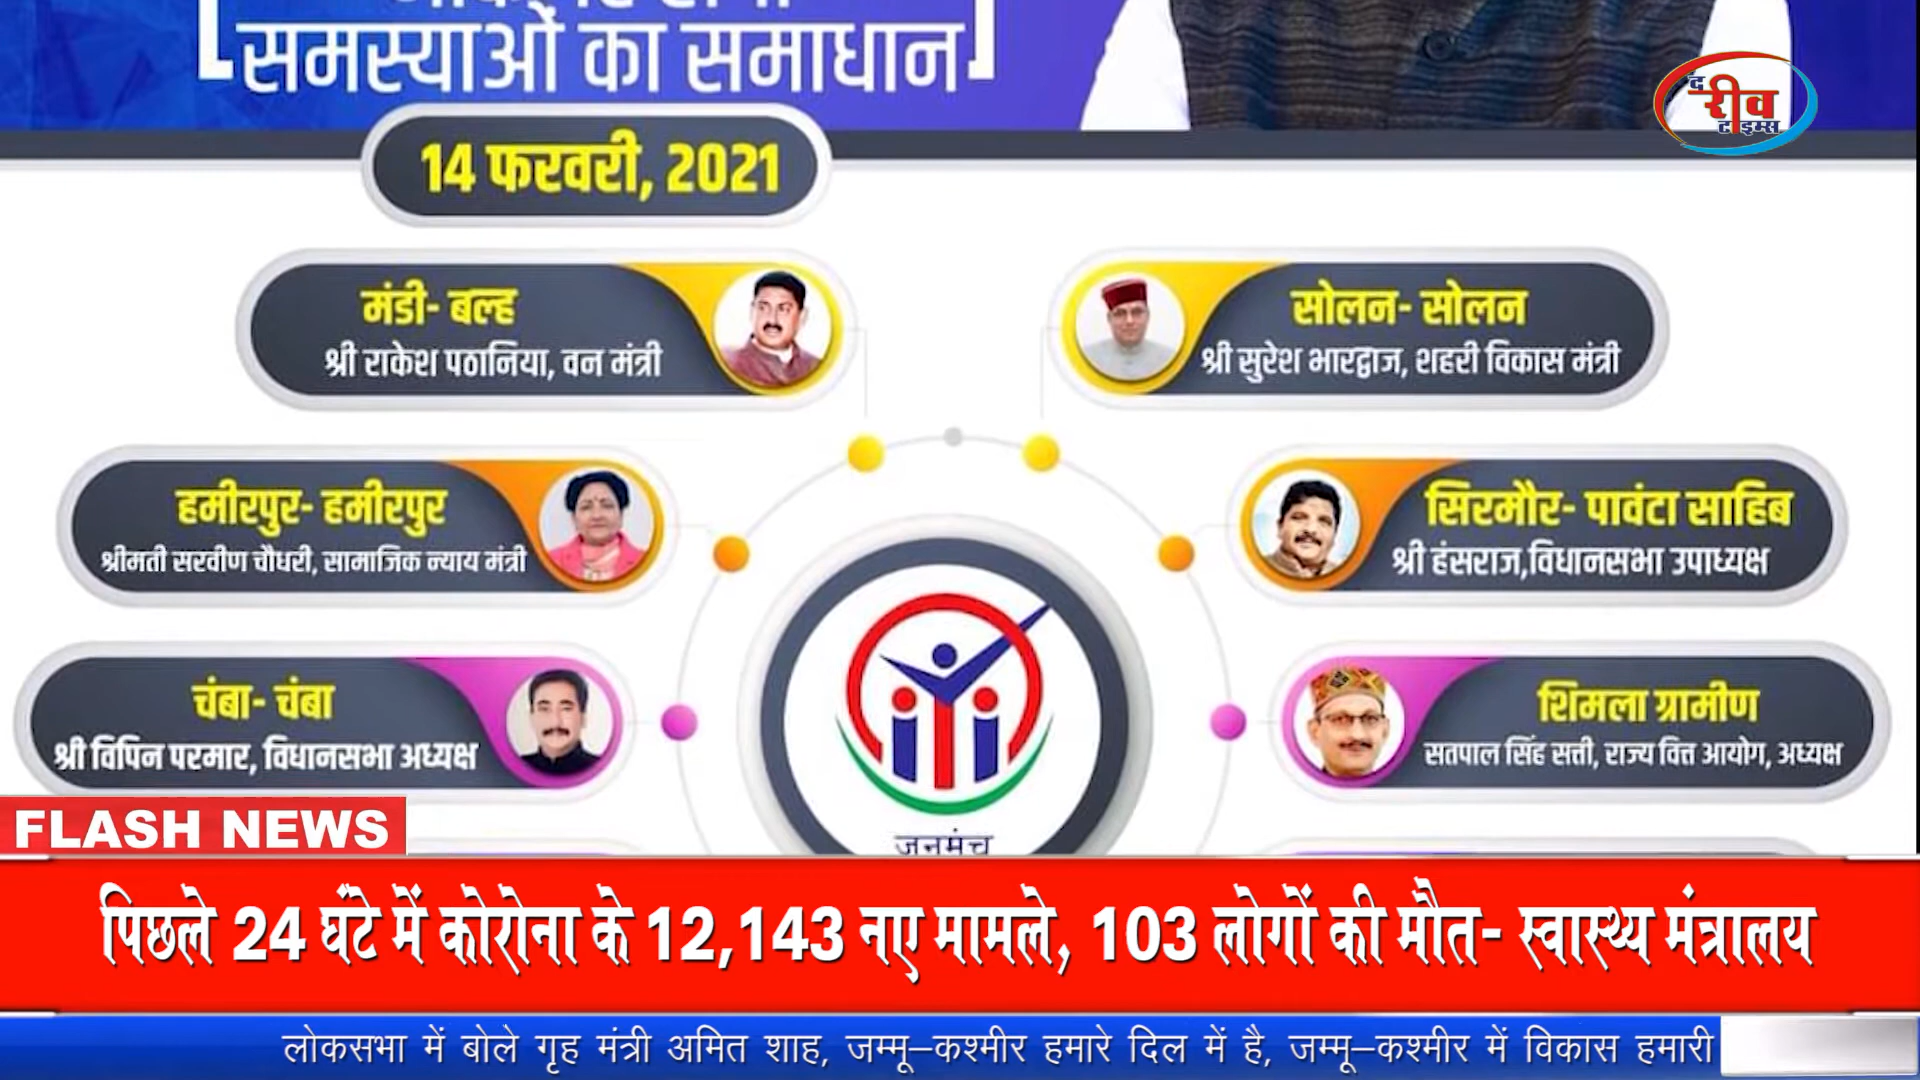 समस्याओं का समाधान
द रीव टाइम्स
14 फरवरी, 2021
मंडी- बल्ह
श्री राकेश पठानिया, वन मंत्री
सोलन- सोलन
श्री सुरेश भारद्वाज, शहरी विकास मंत्री
हमीरपुर- हमीरपुर
श्रीमती सरवीण चौधरी, सामाजिक न्याय मंत्री
सिरमौर- पावंटा साहिब
श्री हंसराज,विधानसभा उपाध्यक्ष
चंबा- चंबा
श्री विपिन परमार, विधानसभा अध्यक्ष
शिमला ग्रामीण
सतपाल सिंह सत्ती, राज्य वित्त आयोग, अध्यक्ष
जनमंच
FLASH NEWS
पिछले 24 घंटे में कोरोना के 12,143 नए मामले, 103 लोगों की मौत- स्वास्थ्य मंत्रालय
लोकसभा में बोले गृह मंत्री अमित शाह, जम्मू–कश्मीर हमारे दिल में है, जम्मू–कश्मीर में विकास हमारी